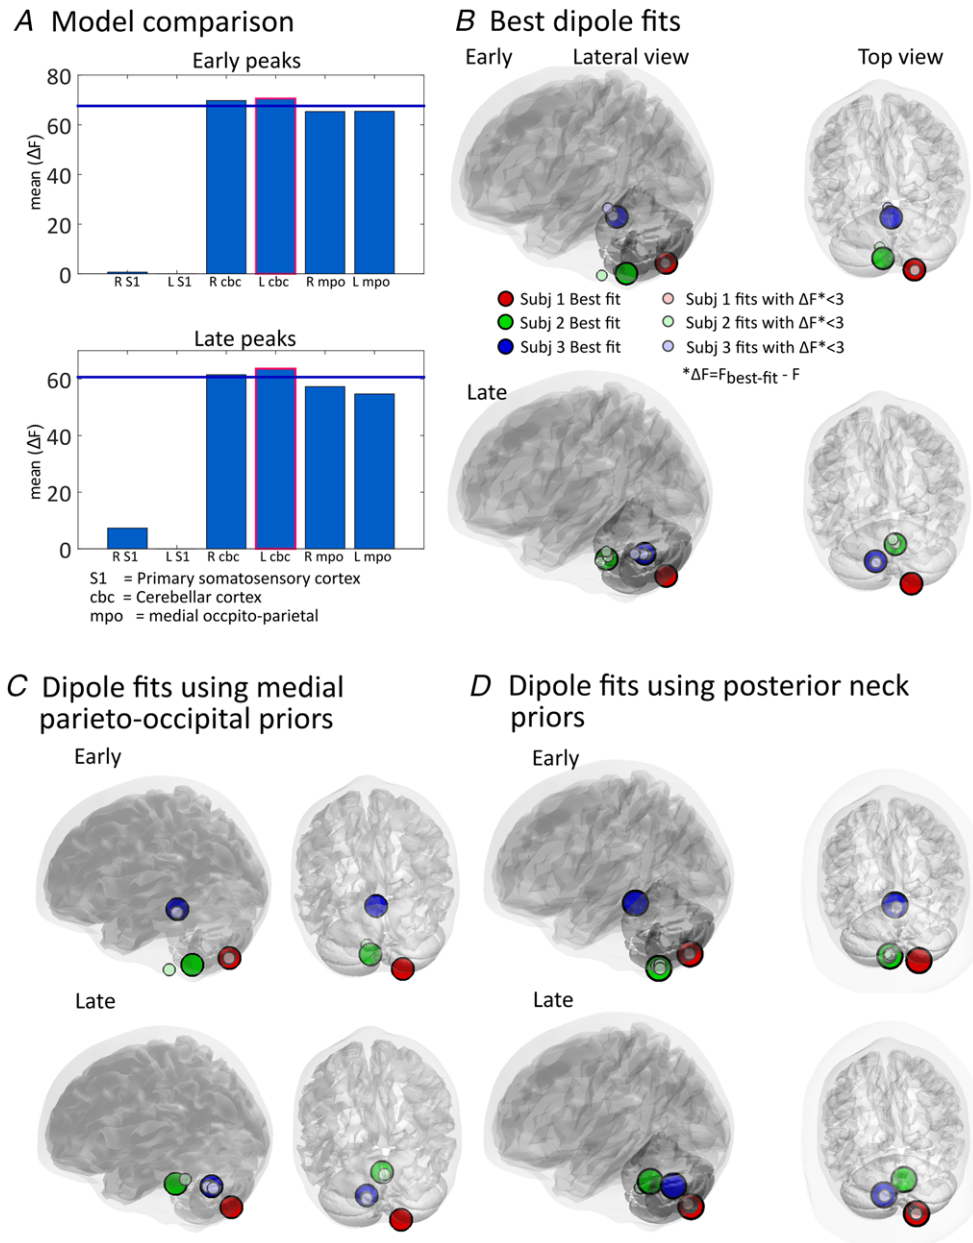 A Model comparison
Early peaks
80
60
40
20
0
mean (ΔF)
R S1 L S1 R cbc L cbc R mpo L mpo
Late peaks
60
40
20
0
mean (ΔF)
R S1 L S1 R cbc L cbc R mpo L mpo
S1 = Primary somatosensory cortex
cbc = Cerebellar cortex
mpo = medial occpito-parietal
B Best dipole fits
Early Lateral view Top view
Subj 1 Best fit Subj 1 fits with ΔF*<3
Subj 2 Best fit Subj 2 fits with ΔF*<3
Subj 3 Best fit Subj 3 fits with ΔF*<3
*ΔF=Fbest-fit - F
Late
C Dipole fits using medial
parieto-occipital priors
Early
Late
D Dipole fits using posterior neck
priors
Early
Late